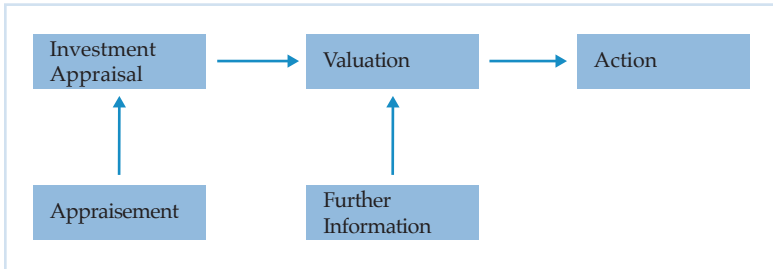 Investment
Appraisal
Valuation
Action
Appraisement
Further
Information